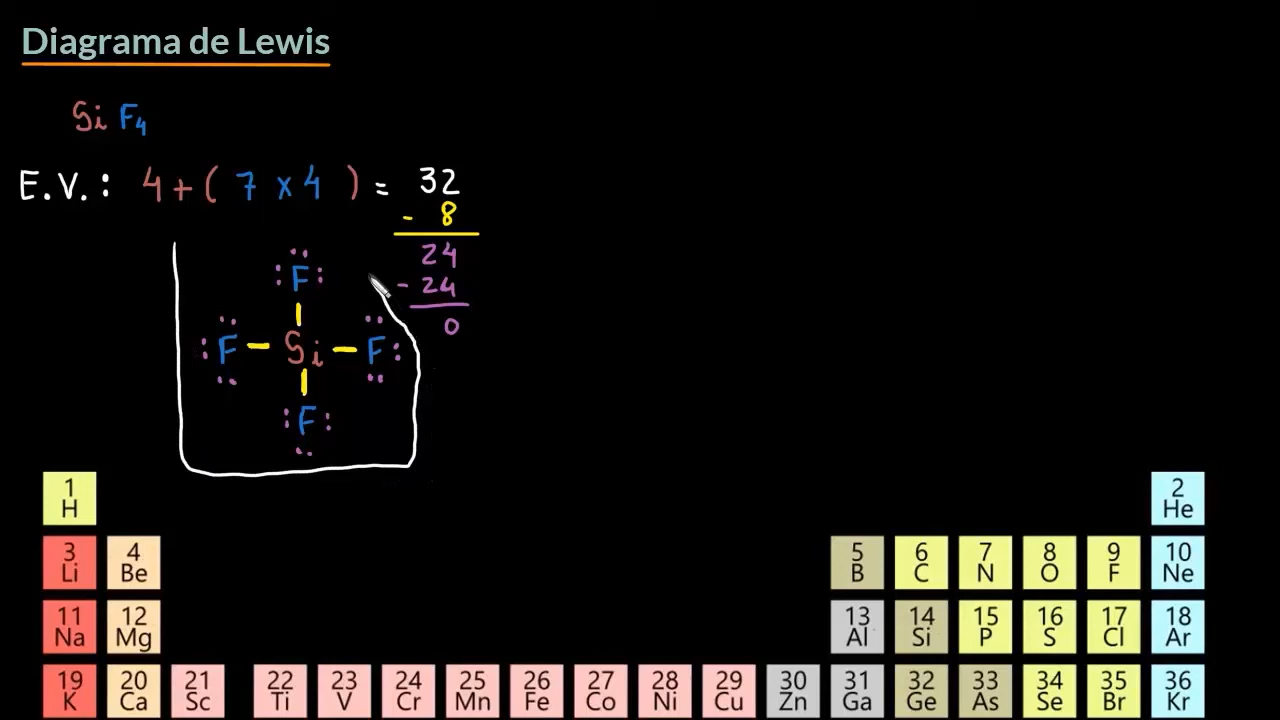 Diagrama de Lewis
Si F4
E.V.: 4 + ( 7 x 4 ) = 32
- 8
24
- 24
0
:F:
:F - Si - F:
:F:
1 2
H He
3 4 5 6 7 8 9 10
Li Be B C N O F Ne
11 12 13 14 15 16 17 18
Na Mg Al Si P S Cl Ar
19 20 21 22 23 24 25 26 27 28 29 30 31 32 33 34 35 36
K Ca Sc Ti V Cr Mn Fe Co Ni Cu Zn Ga Ge As Se Br Kr